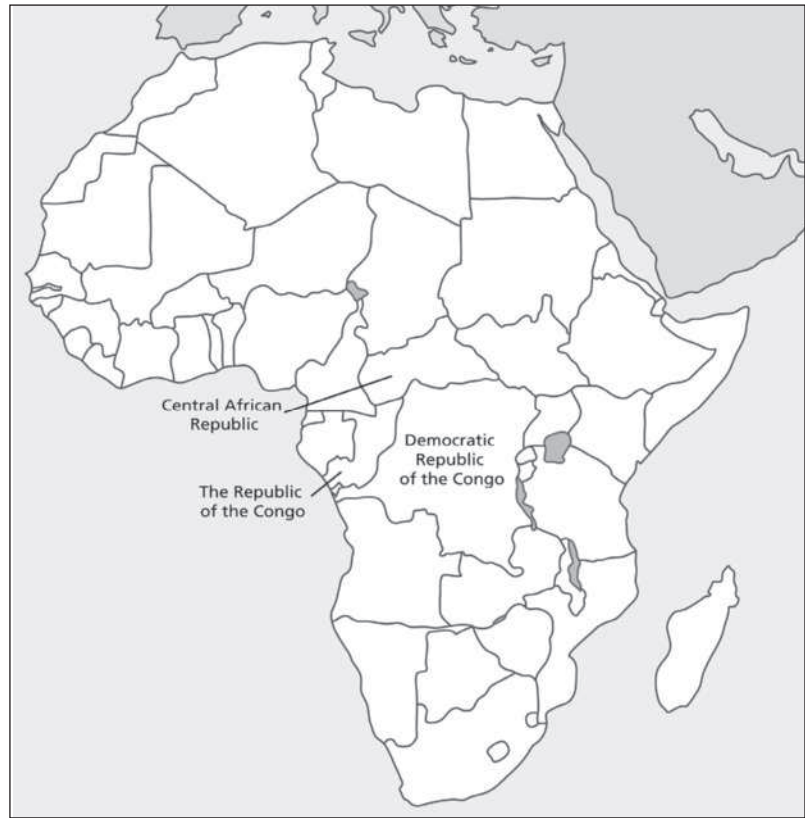 Central African
Republic
Democratic
Republic
of the Congo
The Republic
of the Congo